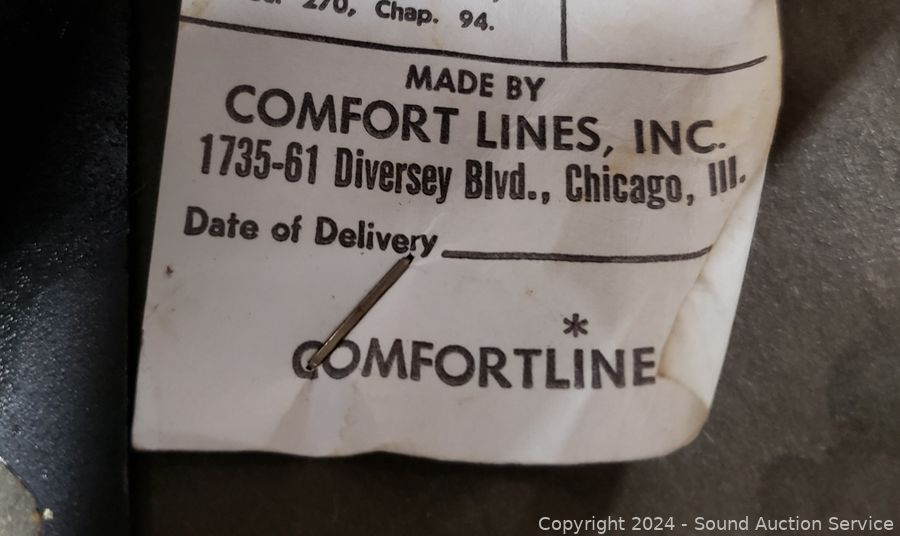 270, Chap. 94.
MADE BY
COMFORT LINES, INC.
1735-61 Diversey Blvd., Chicago, Ill.
Date of Delivery
*
COMFORTLINE
Copyright 2024 - Sound Auction Service